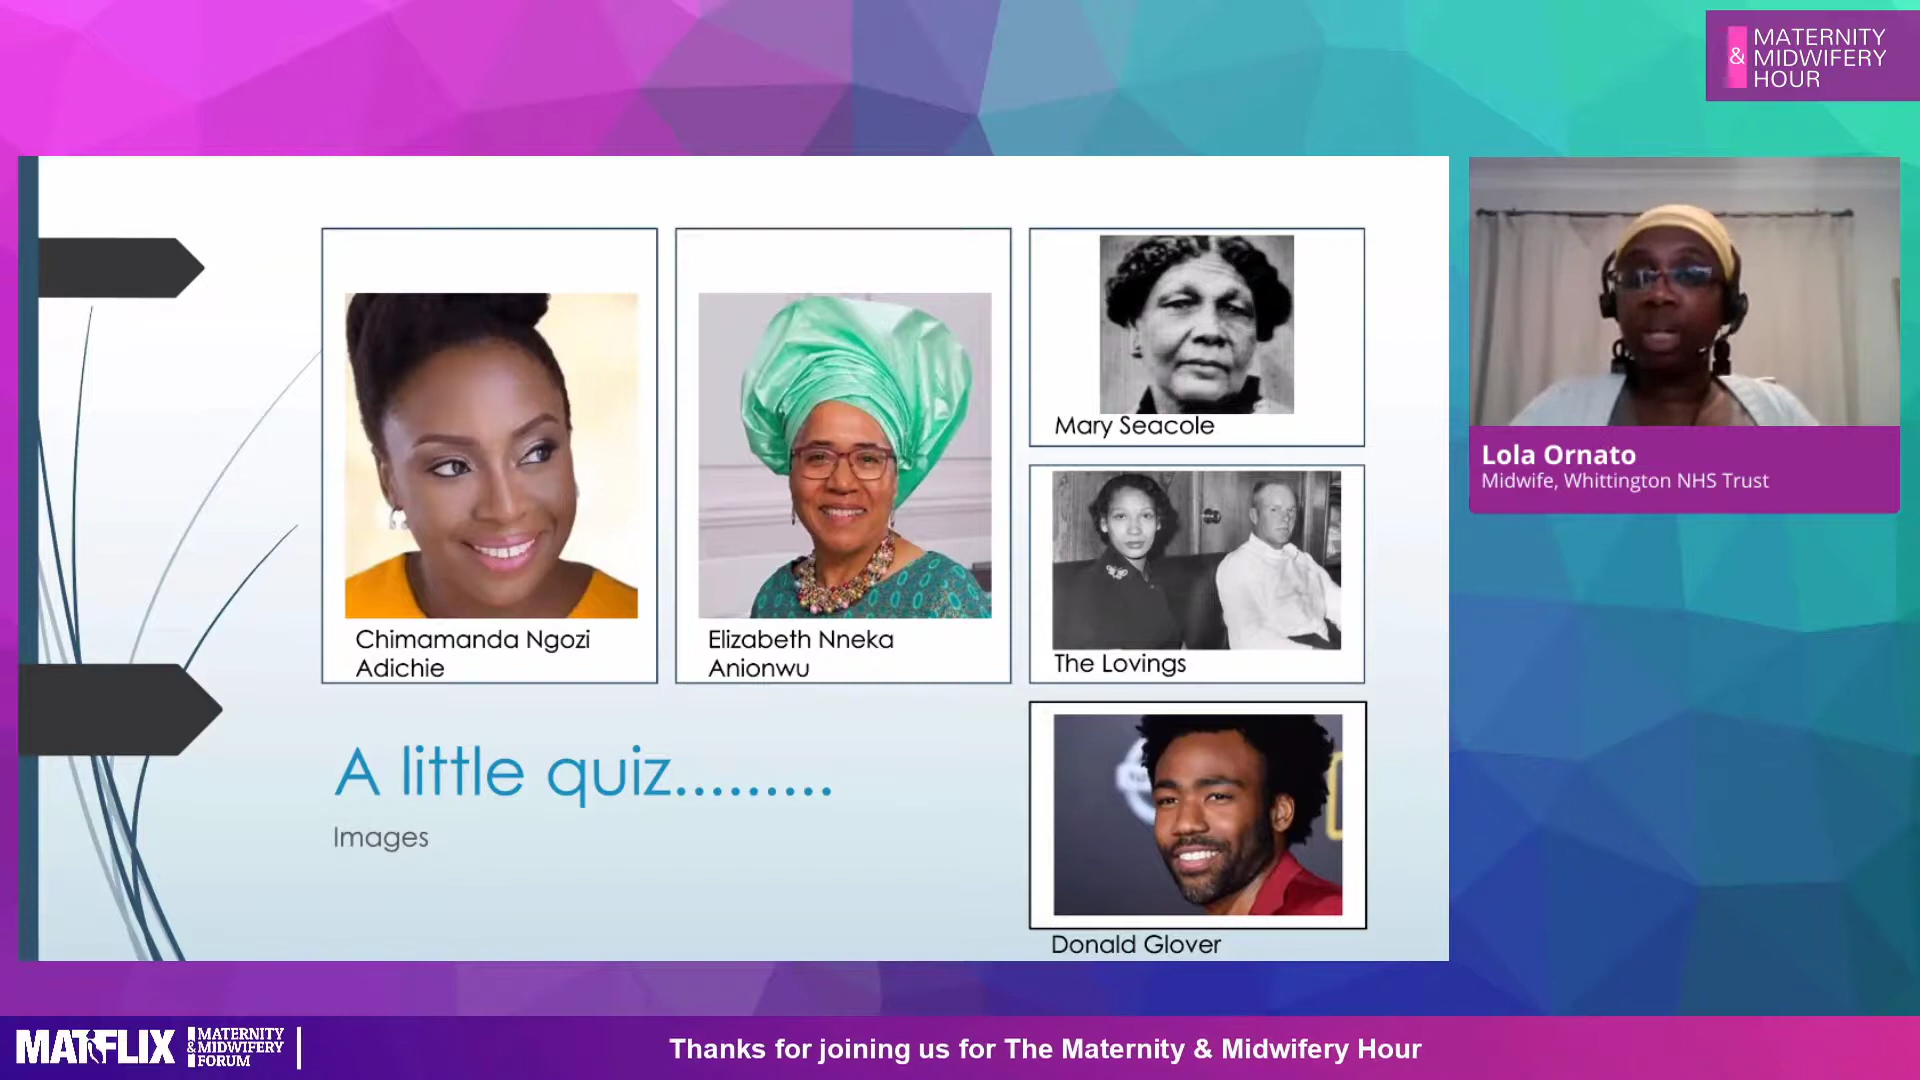 MATERNITY
& MIDWIFERY
HOUR
Mary Seacole
Chimamanda Ngozi
Adichie
Elizabeth Nneka
Anionwu
The Lovings
A little quiz.........
Images
Donald Glover
Lola Ornato
Midwife, Whittington NHS Trust
MATFLIX
MATERNITY
&MIDWIFERY
FORUM
Thanks for joining us for The Maternity & Midwifery Hour